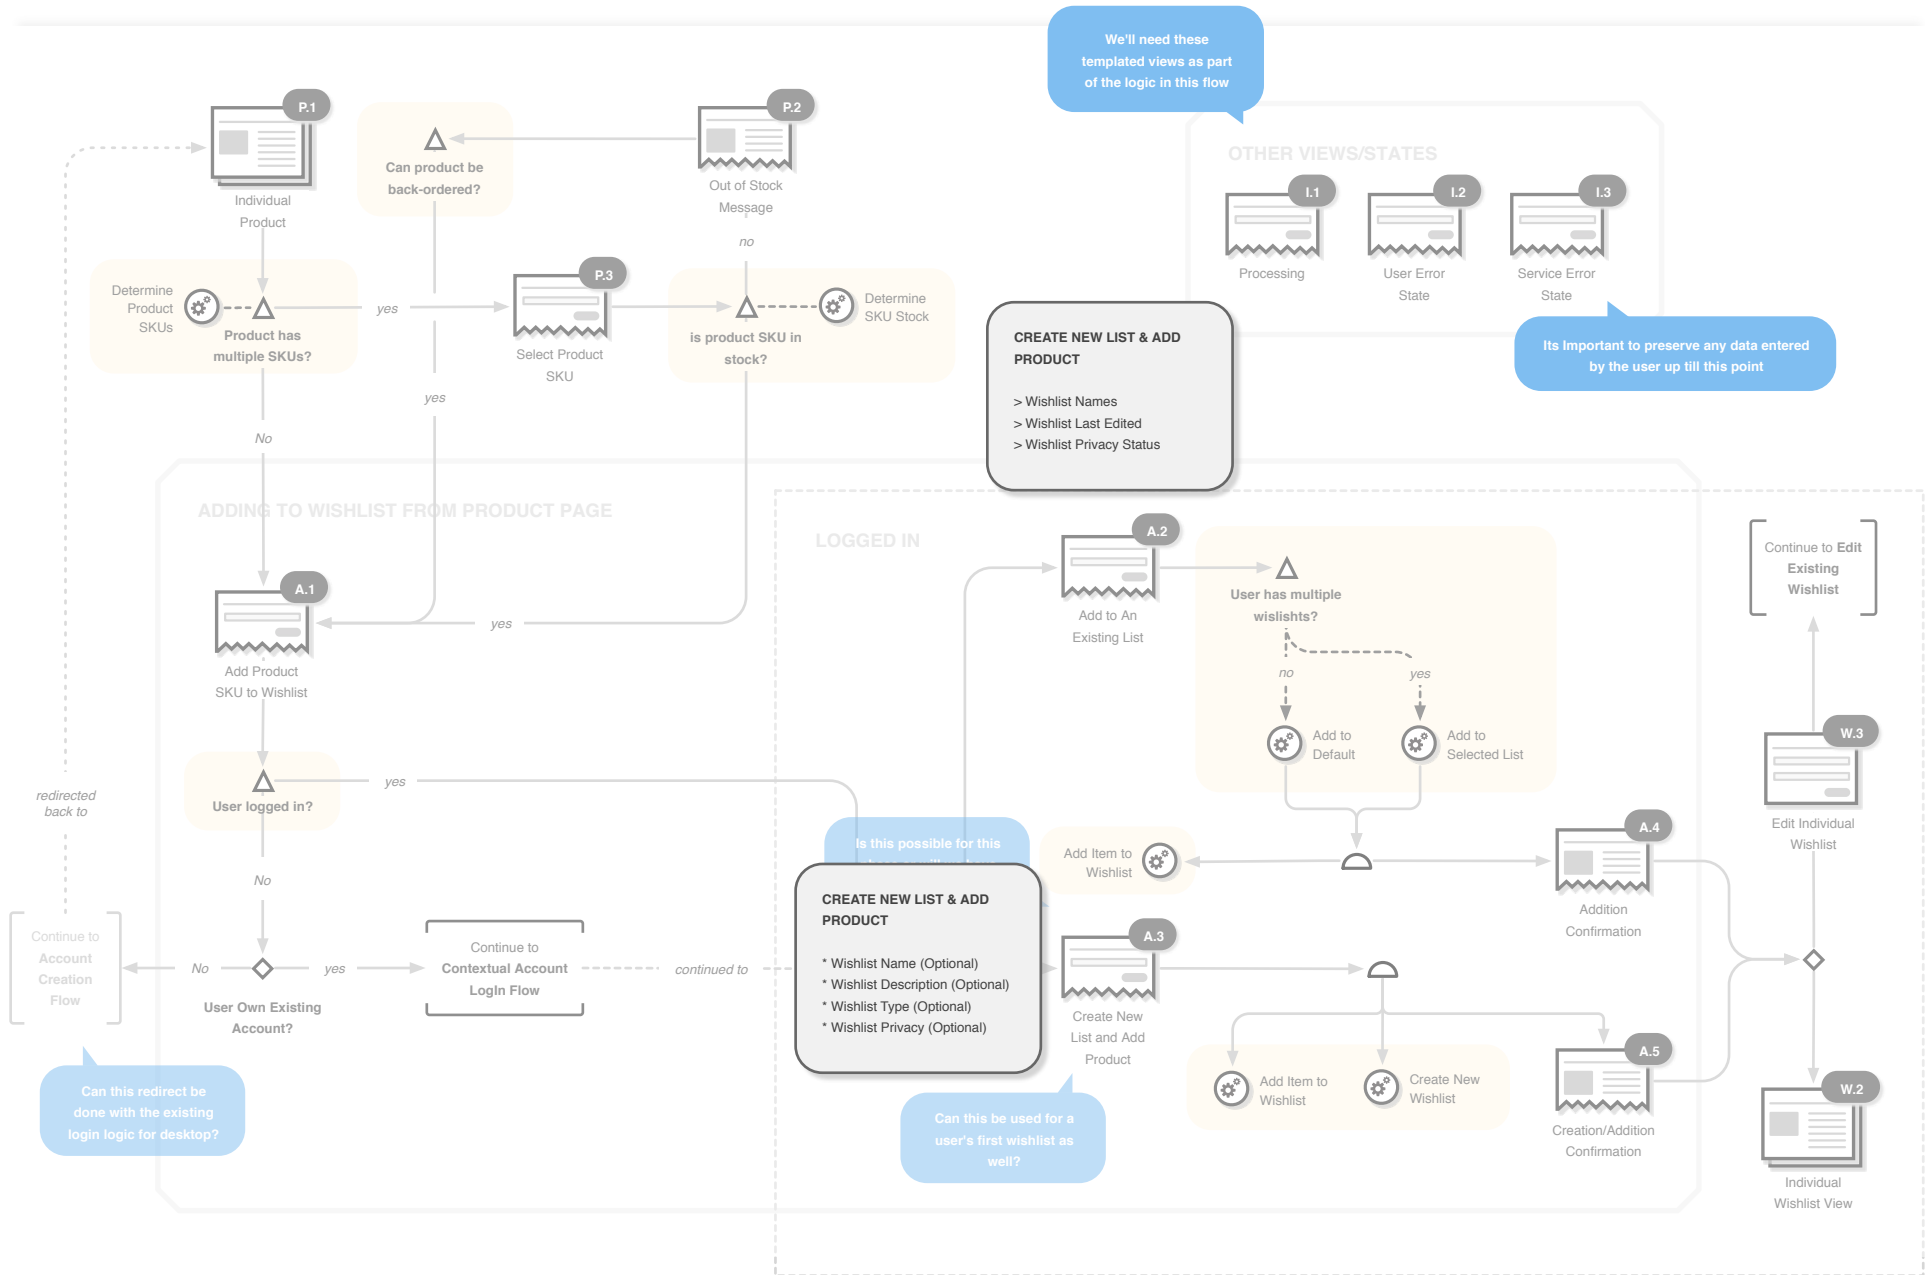 We'll need these
templated views as part
of the logic in this flow
P.1
Individual
Product
Can product be
back-ordered?
P.2
Out of Stock
Message
no
OTHER VIEWS/STATES
I.1
Processing
I.2
User Error
State
I.3
Service Error
State
Its Important to preserve any data entered
by the user up till this point
Determine
Product
SKUs
Product has
multiple SKUs?
yes
P.3
Select Product
SKU
is product SKU in
stock?
Determine
SKU Stock
yes
No
CREATE NEW LIST & ADD
PRODUCT
> Wishlist Names
> Wishlist Last Edited
> Wishlist Privacy Status
ADDING TO WISHLIST FROM PRODUCT PAGE
LOGGED IN
A.1
Add Product
SKU to Wishlist
yes
A.2
Add to An
Existing List
User has multiple
wislishts?
no
yes
Add to
Default
Add to
Selected List
Continue to Edit
Existing
Wishlist
W.3
Edit Individual
Wishlist
User logged in?
yes
No
redirected
back to
Is this possible for this
Add Item to
Wishlist
A.4
Addition
Confirmation
Continue to
Account
Creation
Flow
No
yes
User Own Existing
Account?
Continue to
Contextual Account
LogIn Flow
continued to
CREATE NEW LIST & ADD
PRODUCT
* Wishlist Name (Optional)
* Wishlist Description (Optional)
* Wishlist Type (Optional)
* Wishlist Privacy (Optional)
A.3
Create New
List and Add
Product
Add Item to
Wishlist
Create New
Wishlist
A.5
Creation/Addition
Confirmation
W.2
Individual
Wishlist View
Can this redirect be
done with the existing
login logic for desktop?
Can this be used for a
user's first wishlist as
well?